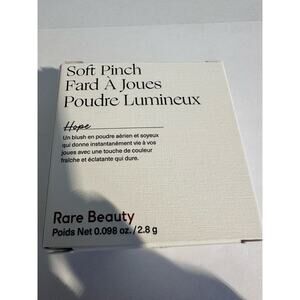 Soft Pinch
Fard À Joues
Poudre Lumineux
Hope
Un blush en poudre aérien et soyeux
qui donne instantanément vie à vos
joues avec une touche de couleur
fraîche et éclatante qui dure.
Rare Beauty
Poids Net 0.098 oz./2.8 g